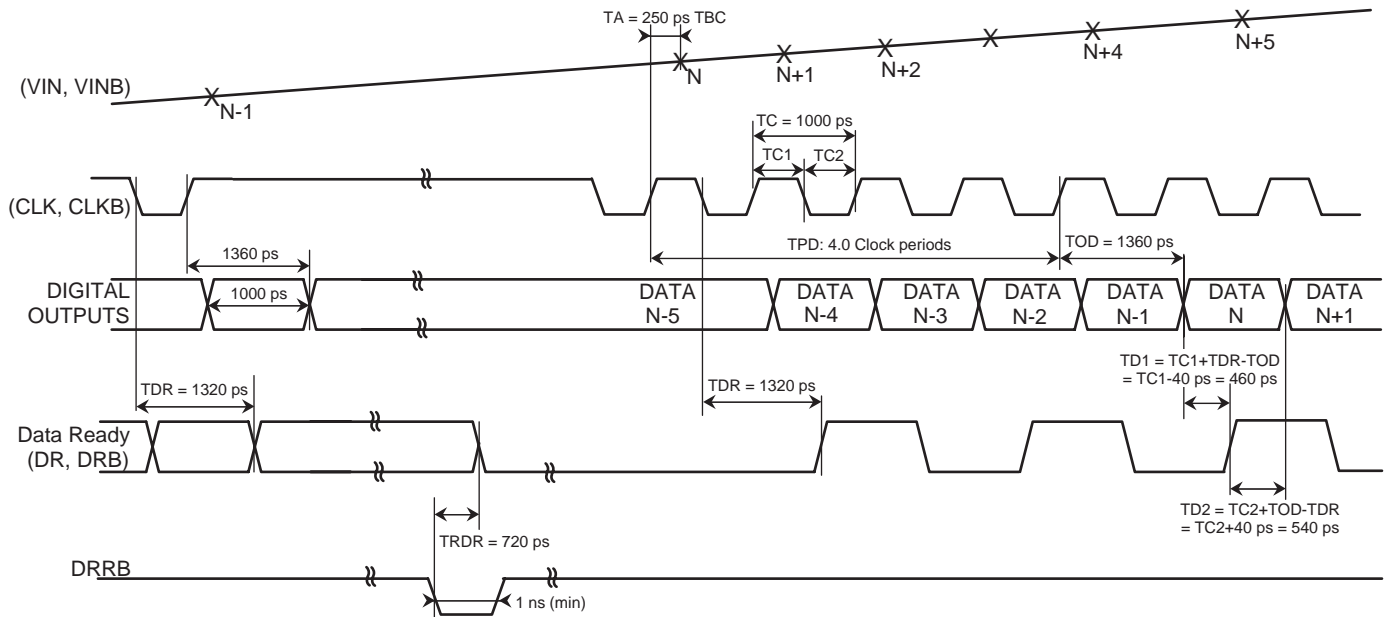 TA = 250 ps TBC
N
N+1
N+2
N+4
N+5
(VIN, VINB)
N-1
TC = 1000 ps
TC1
TC2
(CLK, CLKB)
1360 ps
TPD: 4.0 Clock periods
TOD = 1360 ps
DIGITAL
OUTPUTS
1000 ps
DATA
N-5
DATA
N-4
DATA
N-3
DATA
N-2
DATA
N-1
DATA
N
DATA
N+1
TD1 = TC1+TDR-TOD
= TC1-40 ps = 460 ps
TDR = 1320 ps
TDR = 1320 ps
Data Ready
(DR, DRB)
TD2 = TC2+TOD-TDR
= TC2+40 ps = 540 ps
TRDR = 720 ps
DRRB
1 ns (min)